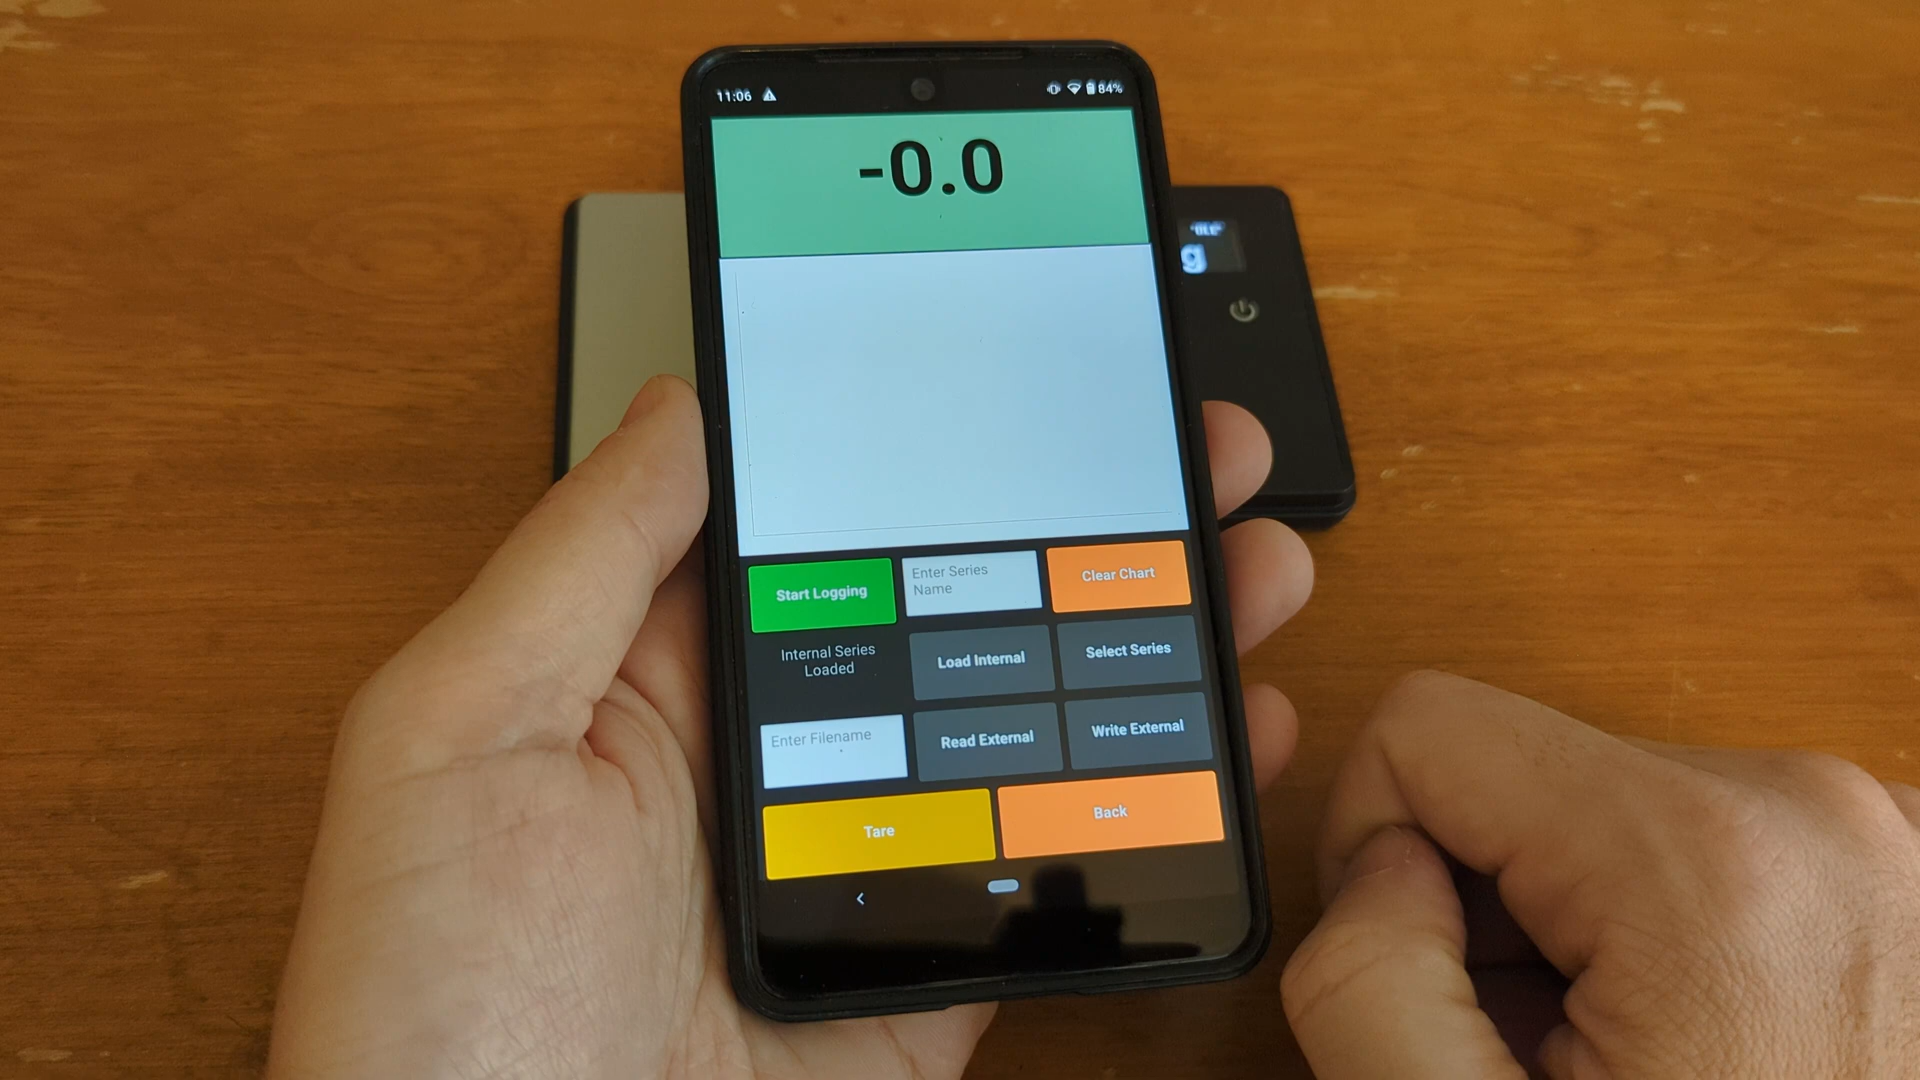 11:06
84%
-0.0
"BLE"
g
Start Logging
Enter Series
Name
Clear Chart
Internal Series
Loaded
Load Internal
Select Series
Enter Filename
Read External
Write External
Tare
Back